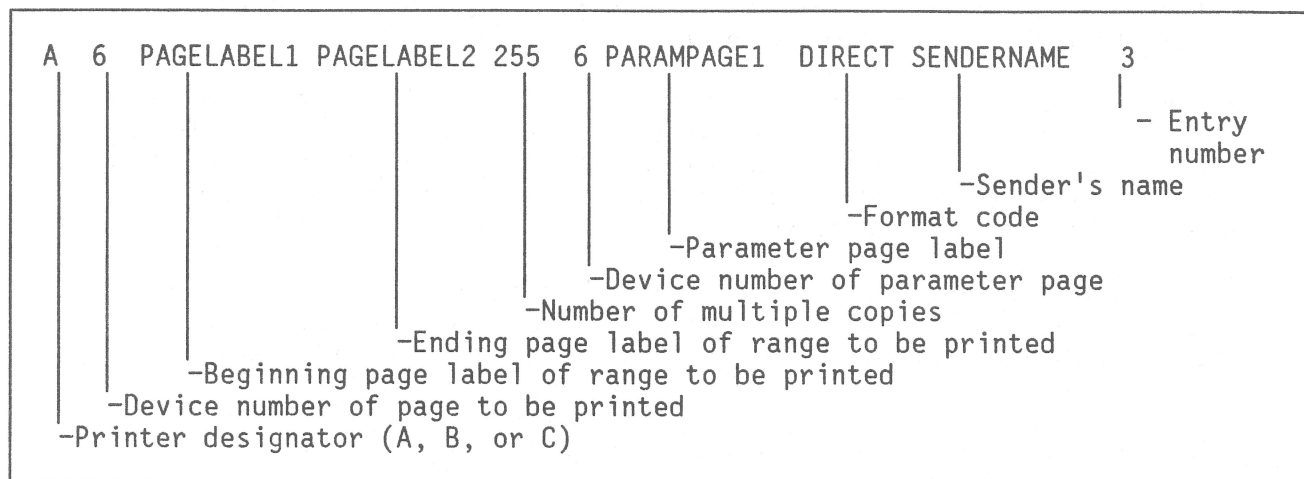 A 6 PAGELABEL1 PAGELABEL2 255 6 PARAMPAGE1 DIRECT SENDERNAME 3
- Entry
number
-Sender's name
-Format code
-Parameter page label
-Device number of parameter page
-Number of multiple copies
-Ending page label of range to be printed
-Beginning page label of range to be printed
-Device number of page to be printed
-Printer designator (A, B, or C)